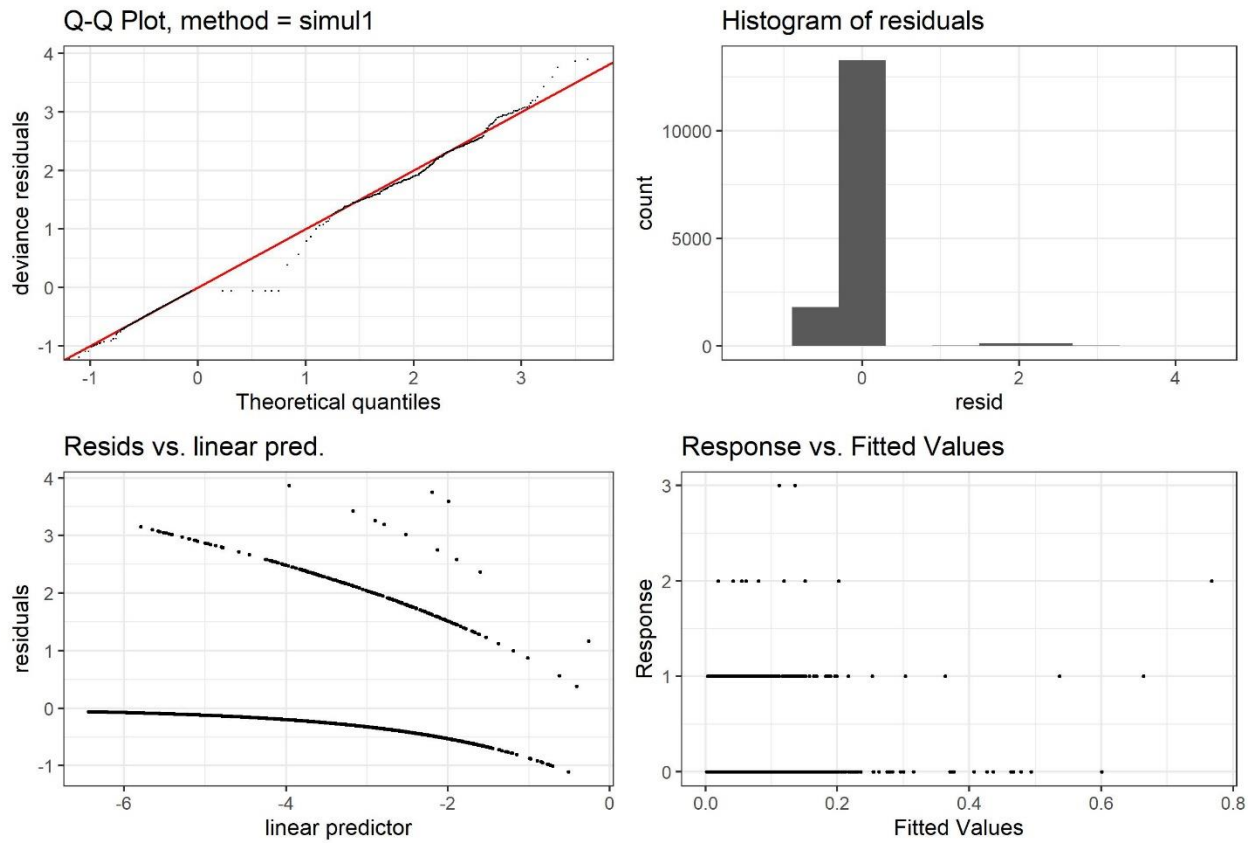 Q-Q Plot, method = simul1
4
3
2
1
0
-1
deviance residuals
-1 0 1 2 3
Theoretical quantiles
Histogram of residuals
10000
5000
0
count
0 2 4
resid
Resids vs. linear pred.
4
3
2
1
0
-1
residuals
-6 -4 -2 0
linear predictor
Response vs. Fitted Values
3
2
1
0
Response
0.0 0.2 0.4 0.6 0.8
Fitted Values